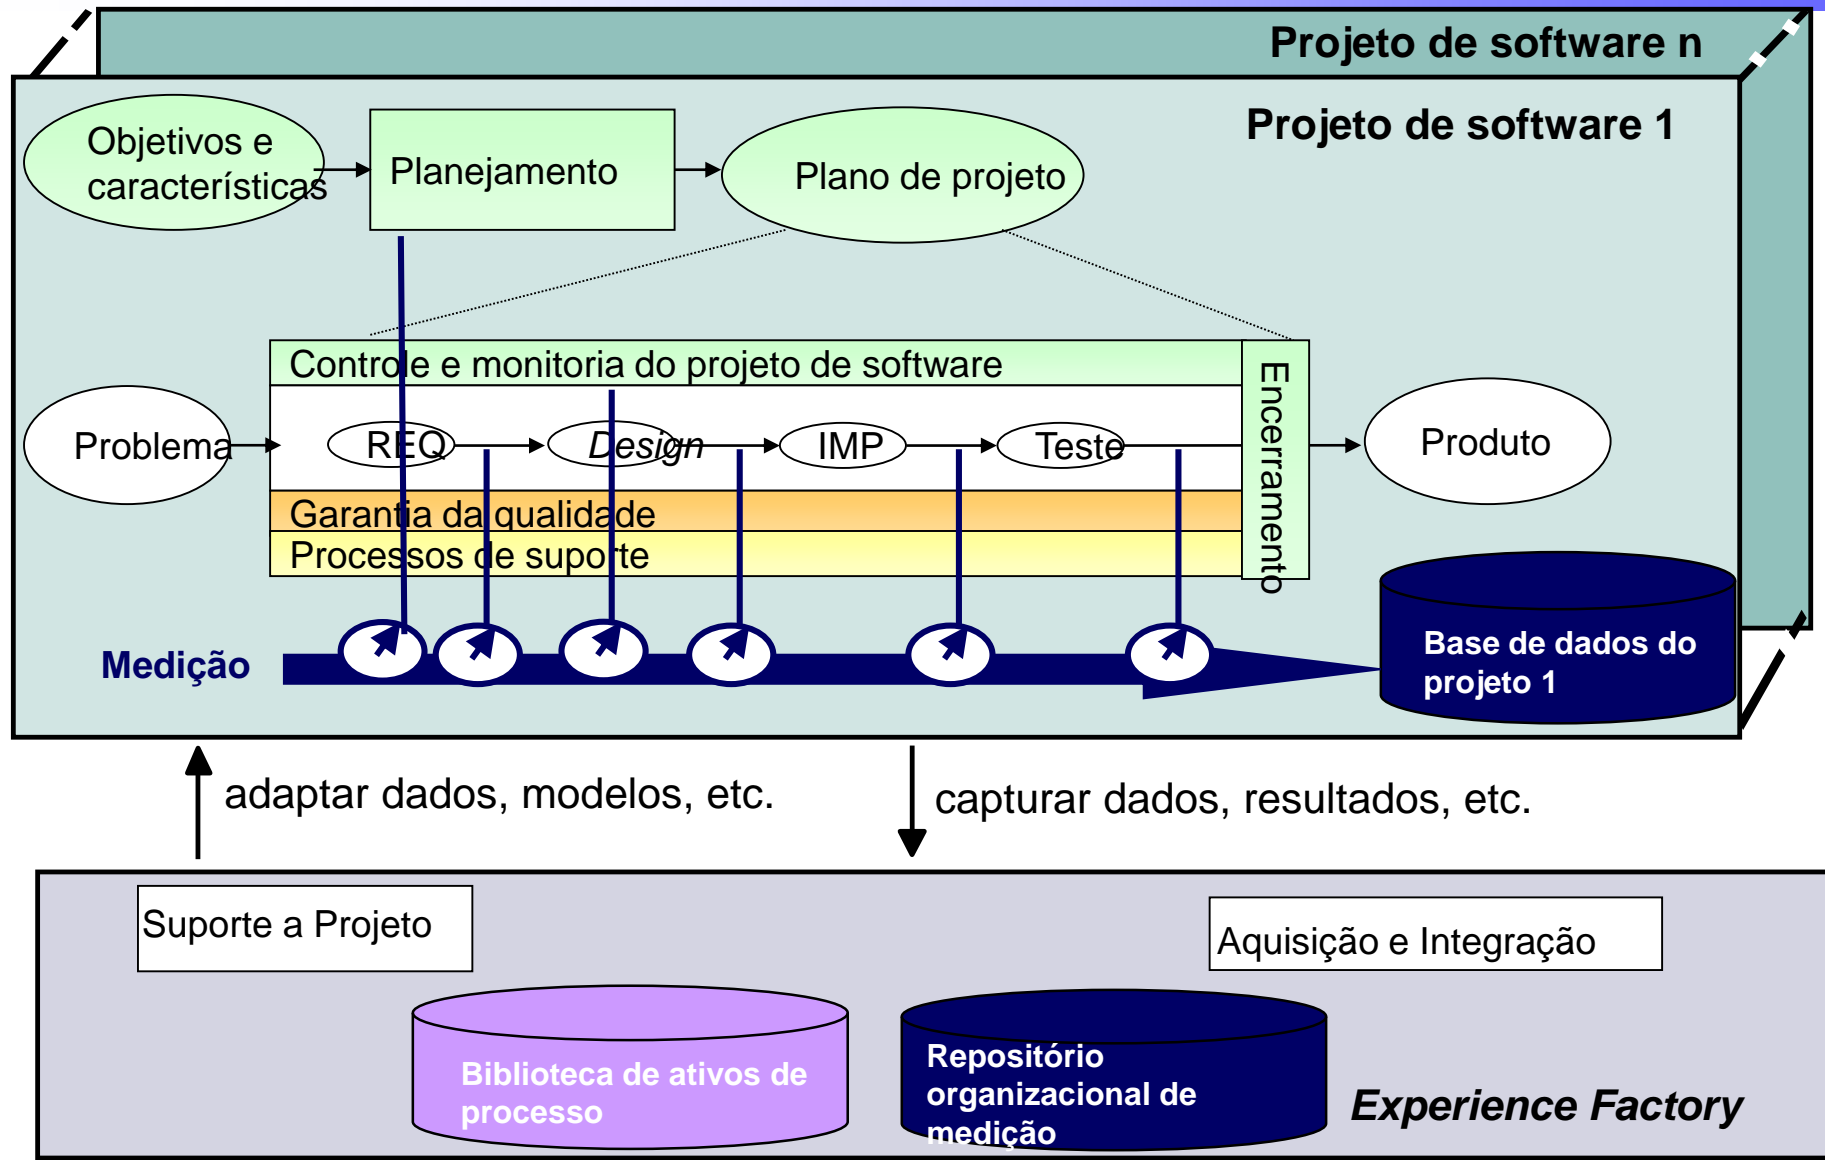 Projeto de software n
Projeto de software 1
Objetivos e
características
Planejamento
Plano de projeto
Controle e monitoria do projeto de software
Encerramento
Problema
REQ
Design
IMP
Teste
Produto
Garantia da qualidade
Processos de suporte
Medição
Base de dados do
projeto 1
adaptar dados, modelos, etc.
capturar dados, resultados, etc.
Suporte a Projeto
Aquisição e Integração
Biblioteca de ativos de
processo
Repositório
organizacional de
medição
Experience Factory